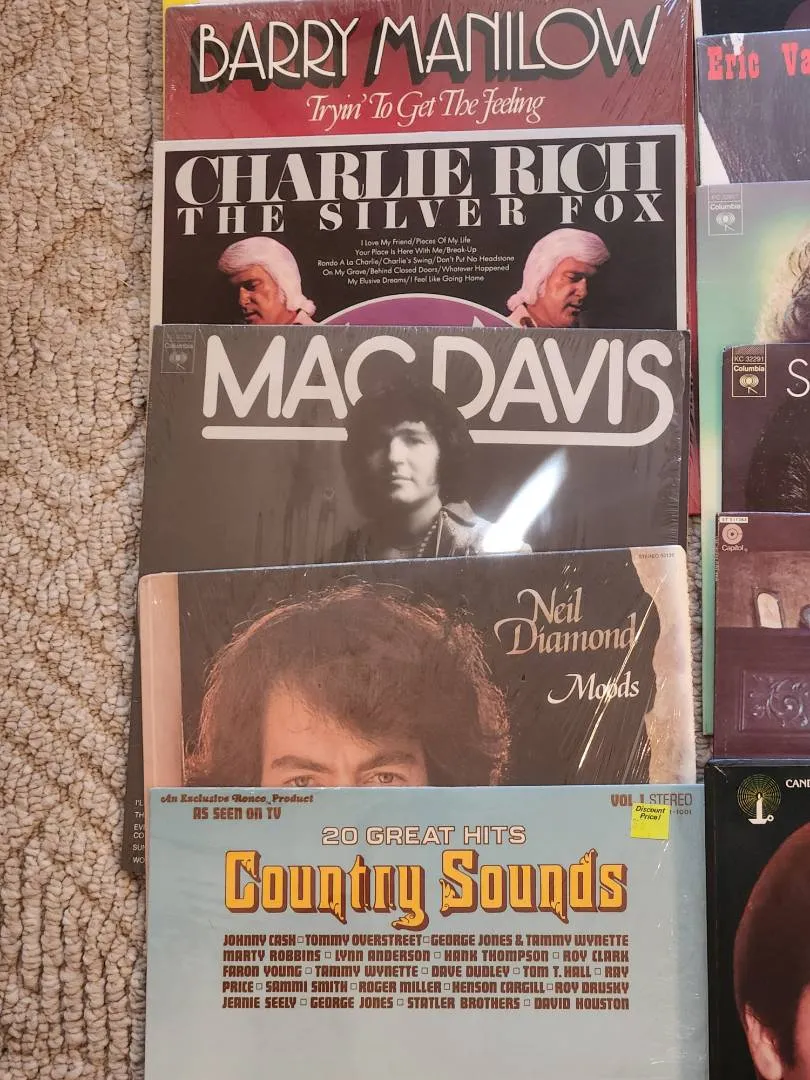 BARRY MANILOW
Tryin' To Get The Feeling
CHARLIE RICH
THE SILVER FOX
I Love My Friend/Pieces Of My Life
Your Place Is Here With Me/Break-Up
Rondo A La Charlie/Charlie's Swing/Don't Put No Headstone
On My Grave/Behind Closed Doors/Whatever Happened
My Elusive Dreams/I Feel Like Going Home
Columbia
MAC DAVIS
STEREO
Neil
Diamond
Moods
An Exclusive Ronco Product
AS SEEN ON TV
VOL. 1 STEREO
Discount
Price!
20 GREAT HITS
Country Sounds
JOHNNY CASH □ TOMMY OVERSTREET □ GEORGE JONES & TAMMY WYNETTE
MARTY ROBBINS □ LYNN ANDERSON □ HANK THOMPSON □ ROY CLARK
FARON YOUNG □ TAMMY WYNETTE □ DAVE DUDLEY □ TOM T. HALL □ RAY
PRICE □ SAMMI SMITH □ ROGER MILLER □ HENSON CARGILL □ ROY DRUSKY
JEANIE SEELY □ GEORGE JONES □ STATLER BROTHERS □ DAVID HOUSTON
Eric Va
Columbia
KC 32291
Columbia
S
Capitol
CAND